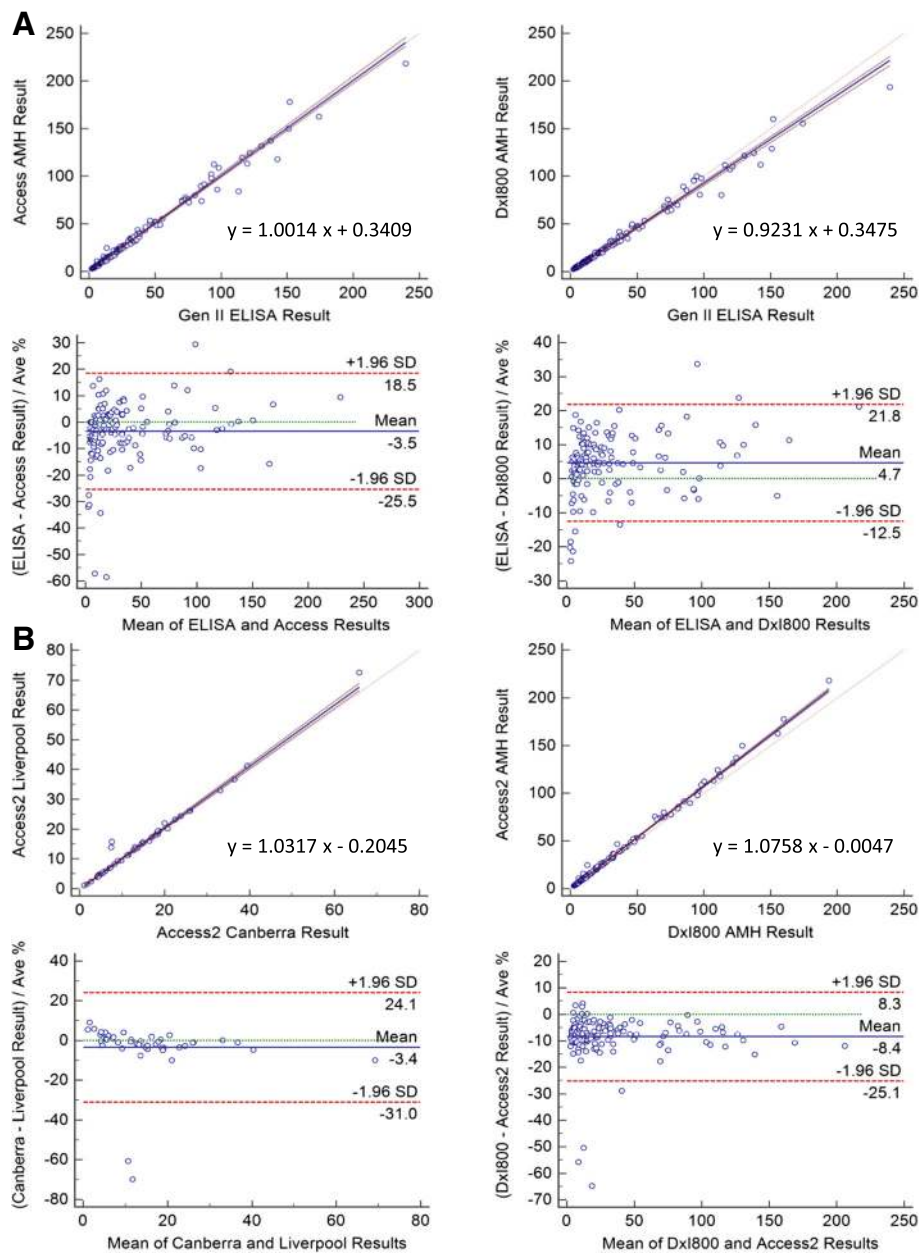 A
250
200
150
100
50
0
Access AMH Result
y = 1.0014 x + 0.3409
0 50 100 150 200 250
Gen II ELISA Result
250
200
150
100
50
0
DxI800 AMH Result
y = 0.9231 x + 0.3475
0 50 100 150 200 250
Gen II ELISA Result
30
20
10
0
-10
-20
-30
-40
-50
-60
(ELISA - Access Result) / Ave %
+1.96 SD
18.5
Mean
-3.5
-1.96 SD
-25.5
0 50 100 150 200 250 300
Mean of ELISA and Access Results
40
30
20
10
0
-10
-20
-30
(ELISA - DxI800 Result) / Ave %
+1.96 SD
21.8
Mean
4.7
-1.96 SD
-12.5
0 50 100 150 200 250
Mean of ELISA and DxI800 Results
B
80
70
60
50
40
30
20
10
0
Access2 Liverpool Result
y = 1.0317 x - 0.2045
0 20 40 60 80
Access2 Canberra Result
250
200
150
100
50
0
Access2 AMH Result
y = 1.0758 x - 0.0047
0 50 100 150 200 250
DxI800 AMH Result
40
20
0
-20
-40
-60
-80
(Canberra - Liverpool Result) / Ave %
+1.96 SD
24.1
Mean
-3.4
-1.96 SD
-31.0
0 20 40 60 80
Mean of Canberra and Liverpool Results
20
10
0
-10
-20
-30
-40
-50
-60
-70
(DxI800 - Access2 Result) / Ave %
+1.96 SD
8.3
Mean
-8.4
-1.96 SD
-25.1
0 50 100 150 200 250
Mean of DxI800 and Access2 Results